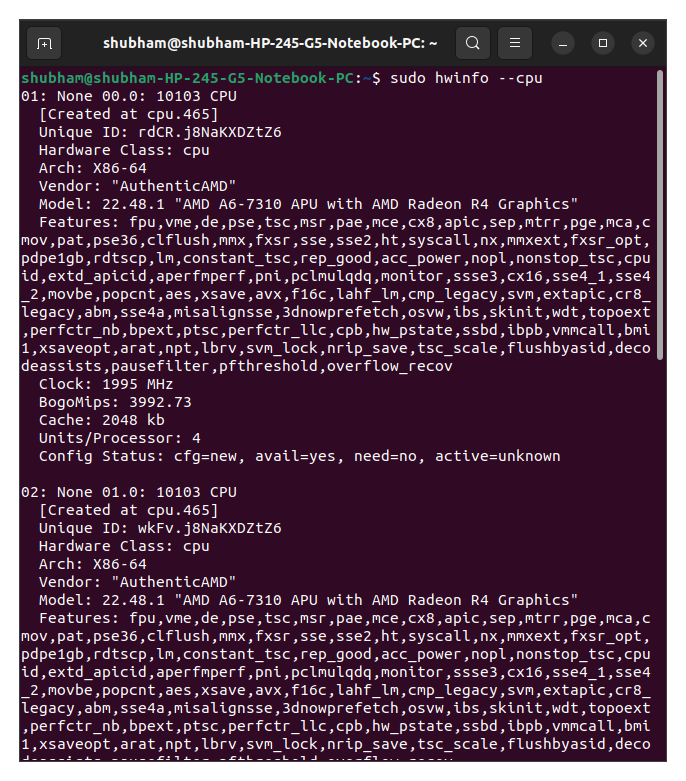 shubham@shubham-HP-245-G5-Notebook-PC: ~
shubham@shubham-HP-245-G5-Notebook-PC:~$ sudo hwinfo --cpu
01: None 00.0: 10103 CPU
  [Created at cpu.465]
  Unique ID: rdCR.j8NaKXDZtZ6
  Hardware Class: cpu
  Arch: X86-64
  Vendor: "AuthenticAMD"
  Model: 22.48.1 "AMD A6-7310 APU with AMD Radeon R4 Graphics"
  Features: fpu,vme,de,pse,tsc,msr,pae,mce,cx8,apic,sep,mtrr,pge,mca,c
mov,pat,pse36,clflush,mmx,fxsr,sse,sse2,ht,syscall,nx,mmxext,fxsr_opt,
pdpe1gb,rdtscp,lm,constant_tsc,rep_good,acc_power,nopl,nonstop_tsc,cpu
id,extd_apicid,aperfmperf,pni,pclmulqdq,monitor,ssse3,cx16,sse4_1,sse4
_2,movbe,popcnt,aes,xsave,avx,f16c,lahf_lm,cmp_legacy,svm,extapic,cr8_
legacy,abm,sse4a,misalignsse,3dnowprefetch,osvw,ibs,skinit,wdt,topoext
,perfctr_nb,bpext,ptsc,perfctr_llc,cpb,hw_pstate,ssbd,ibpb,vmmcall,bmi
1,xsaveopt,arat,npt,lbrv,svm_lock,nrip_save,tsc_scale,flushbyasid,deco
deassists,pausefilter,pfthreshold,overflow_recov
  Clock: 1995 MHz
  BogoMips: 3992.73
  Cache: 2048 kb
  Units/Processor: 4
  Config Status: cfg=new, avail=yes, need=no, active=unknown
02: None 01.0: 10103 CPU
  [Created at cpu.465]
  Unique ID: wkFv.j8NaKXDZtZ6
  Hardware Class: cpu
  Arch: X86-64
  Vendor: "AuthenticAMD"
  Model: 22.48.1 "AMD A6-7310 APU with AMD Radeon R4 Graphics"
  Features: fpu,vme,de,pse,tsc,msr,pae,mce,cx8,apic,sep,mtrr,pge,mca,c
mov,pat,pse36,clflush,mmx,fxsr,sse,sse2,ht,syscall,nx,mmxext,fxsr_opt,
pdpe1gb,rdtscp,lm,constant_tsc,rep_good,acc_power,nopl,nonstop_tsc,cpu
id,extd_apicid,aperfmperf,pni,pclmulqdq,monitor,ssse3,cx16,sse4_1,sse4
_2,movbe,popcnt,aes,xsave,avx,f16c,lahf_lm,cmp_legacy,svm,extapic,cr8_
legacy,abm,sse4a,misalignsse,3dnowprefetch,osvw,ibs,skinit,wdt,topoext
,perfctr_nb,bpext,ptsc,perfctr_llc,cpb,hw_pstate,ssbd,ibpb,vmmcall,bmi
1,xsaveopt,arat,npt,lbrv,svm_lock,nrip_save,tsc_scale,flushbyasid,deco